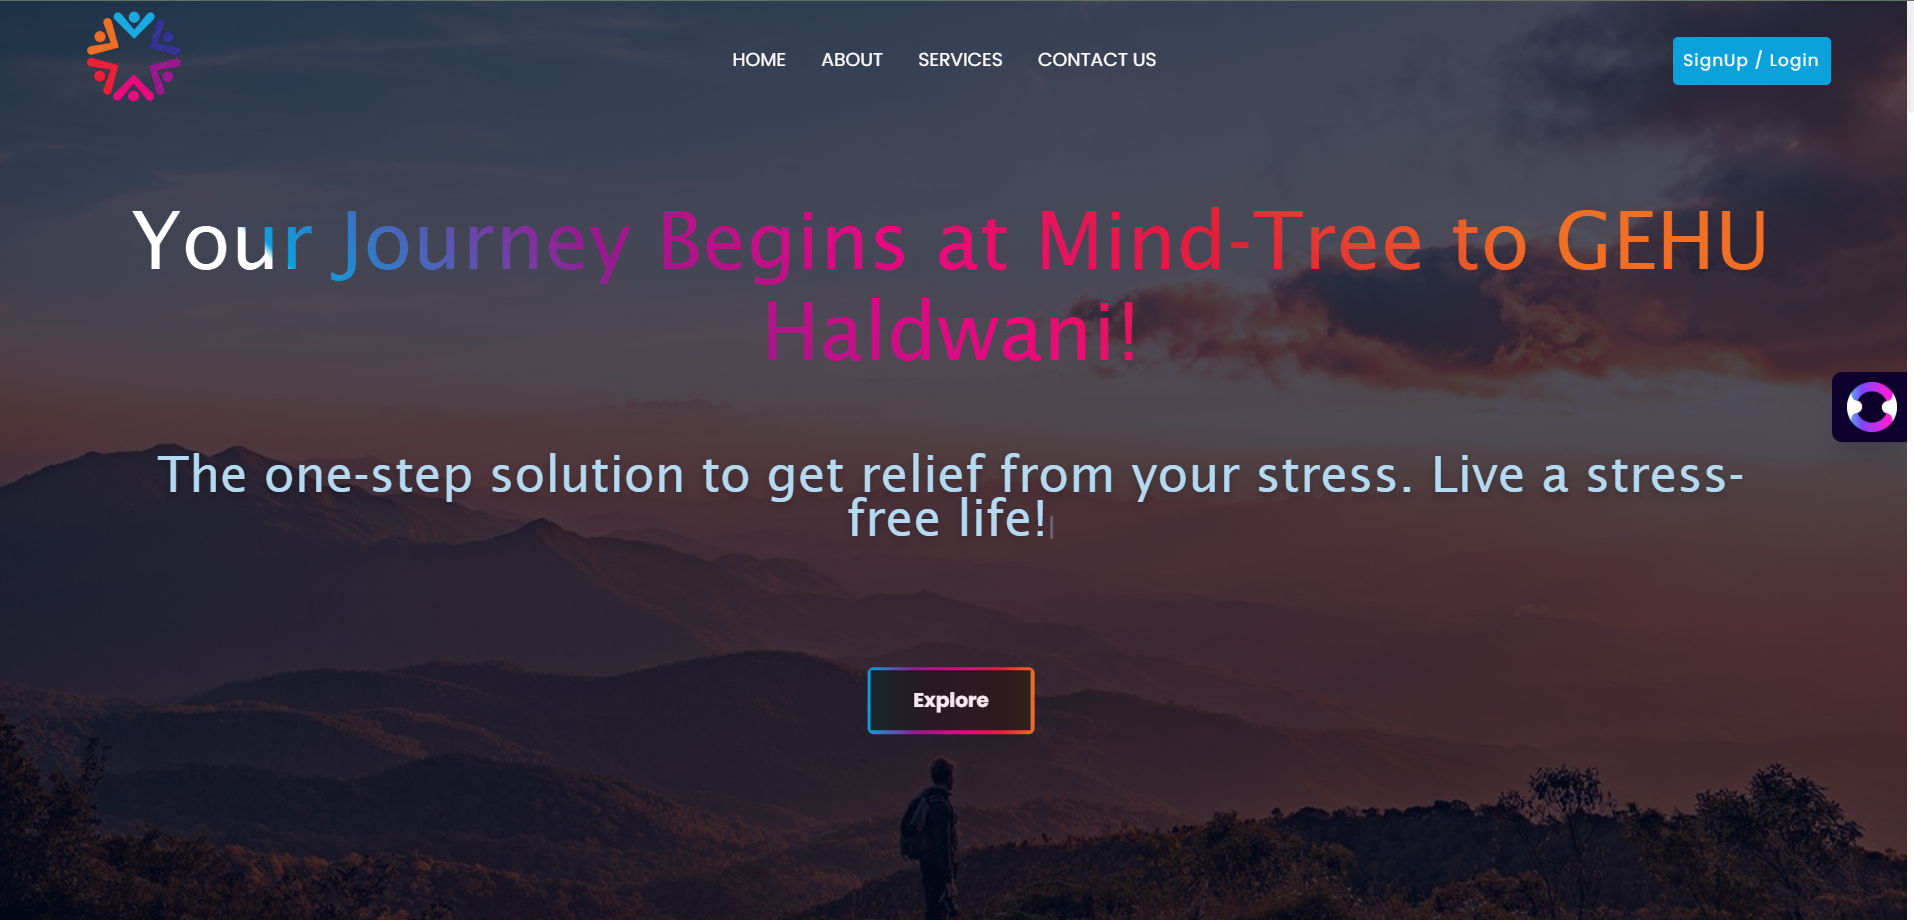 HOME ABOUT SERVICES CONTACT US SignUp / Login
Your Journey Begins at Mind-Tree to GEHU
Haldwani!
The one-step solution to get relief from your stress. Live a stress-
free life!
Explore